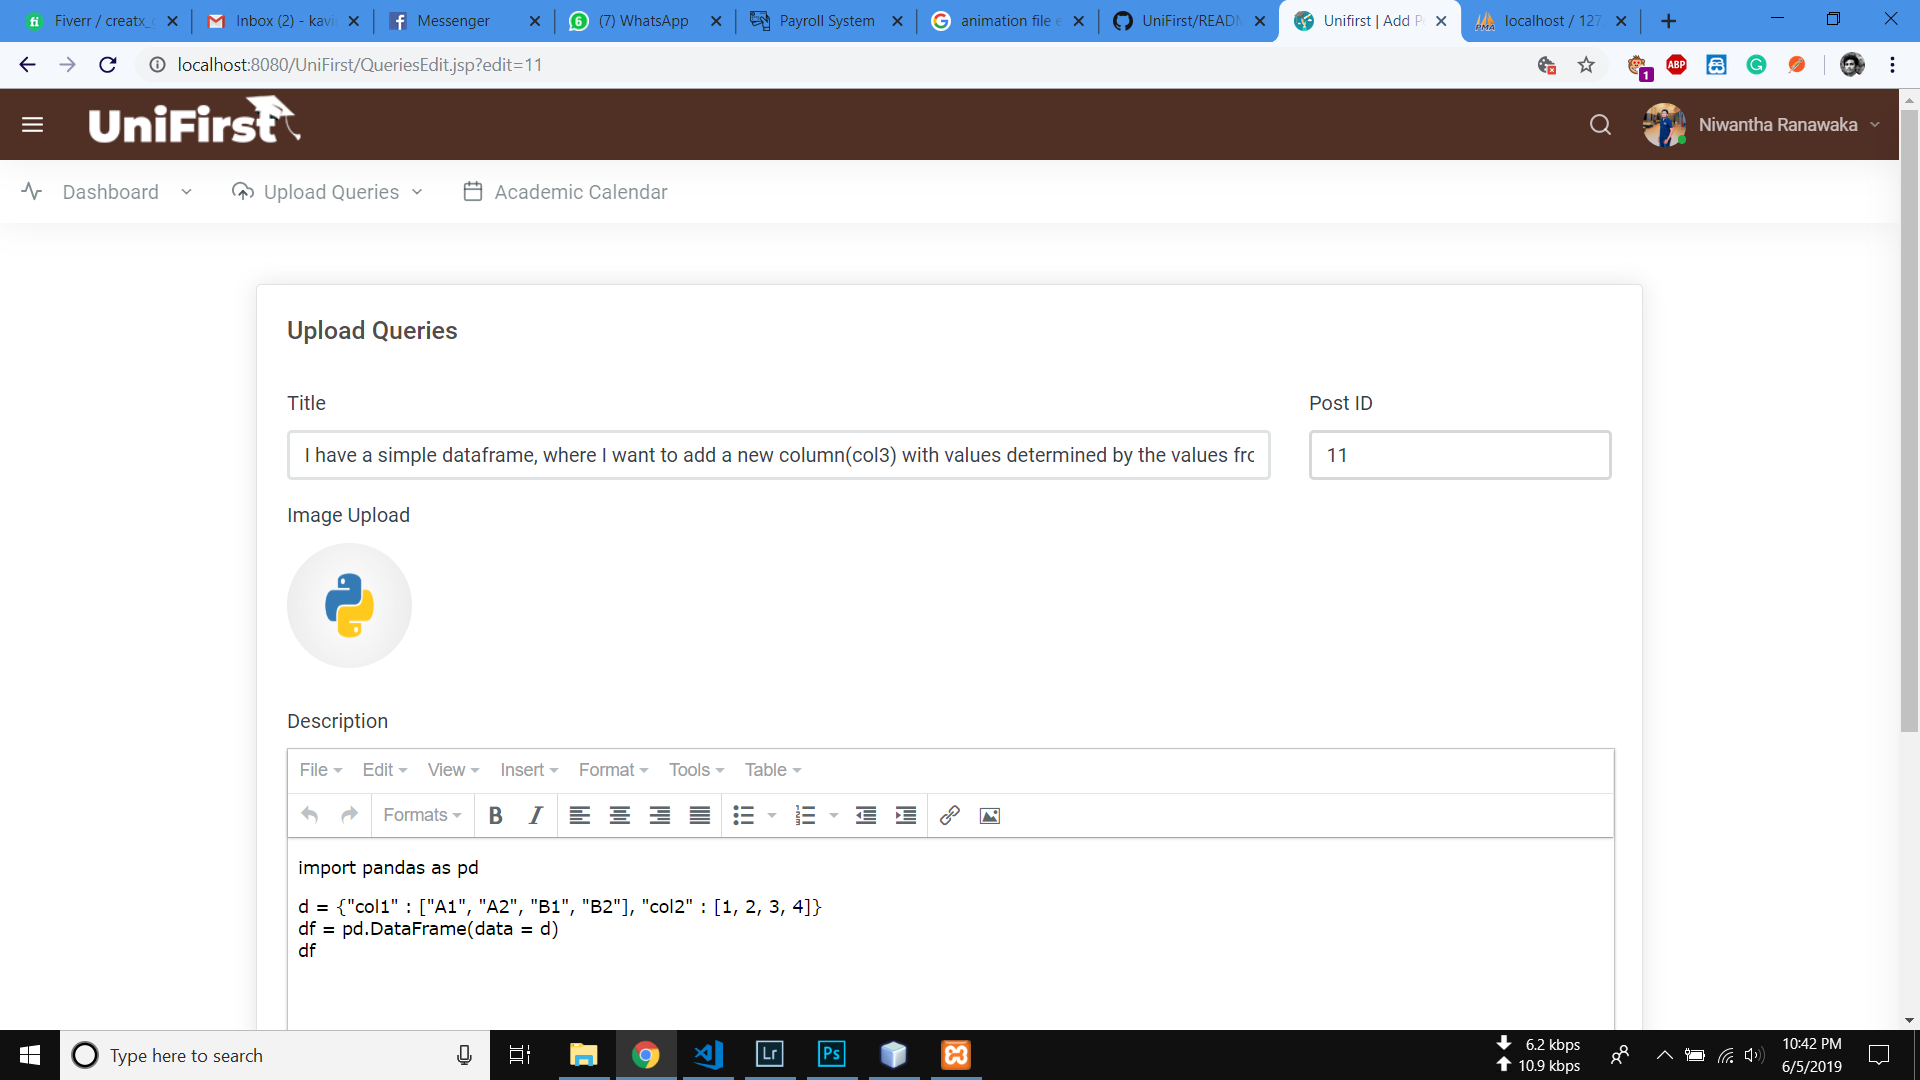 Fiverr / creatx_
Inbox (2) - kavi
Messenger
(7) WhatsApp
Payroll System
animation file e
UniFirst/READM
Unifirst | Add P
localhost / 127
localhost:8080/UniFirst/QueriesEdit.jsp?edit=11
1
ABP
UniFirst
Niwantha Ranawaka
Dashboard
Upload Queries
Academic Calendar
Upload Queries
Title
Post ID
I have a simple dataframe, where I want to add a new column(col3) with values determined by the values frc
11
Image Upload
Description
File
Edit
View
Insert
Format
Tools
Table
Formats
B
I
import pandas as pd
d = {"col1" : ["A1", "A2", "B1", "B2"], "col2" : [1, 2, 3, 4]}
df = pd.DataFrame(data = d)
df
Type here to search
Lr
Ps
6.2 kbps
10.9 kbps
10:42 PM
6/5/2019